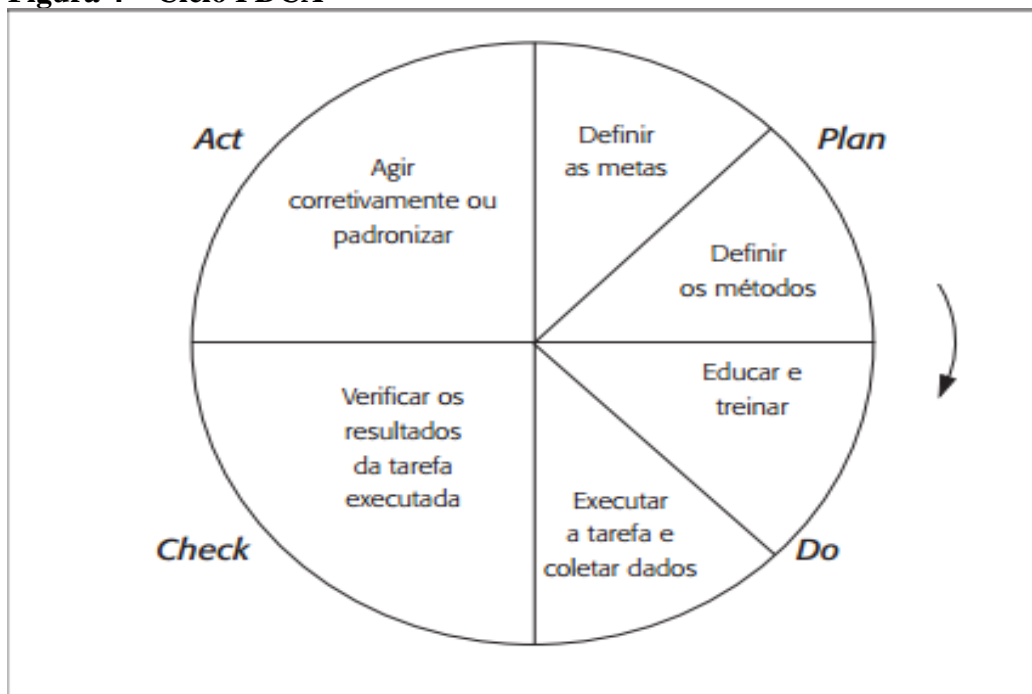 Figura 4 – Ciclo PDCA
Act
Agir
corretivamente ou
padronizar
Definir
as metas
Plan
Definir
os métodos
Educar e
treinar
Verificar os
resultados
da tarefa
executada
Executar
a tarefa e
coletar dados
Check
Do